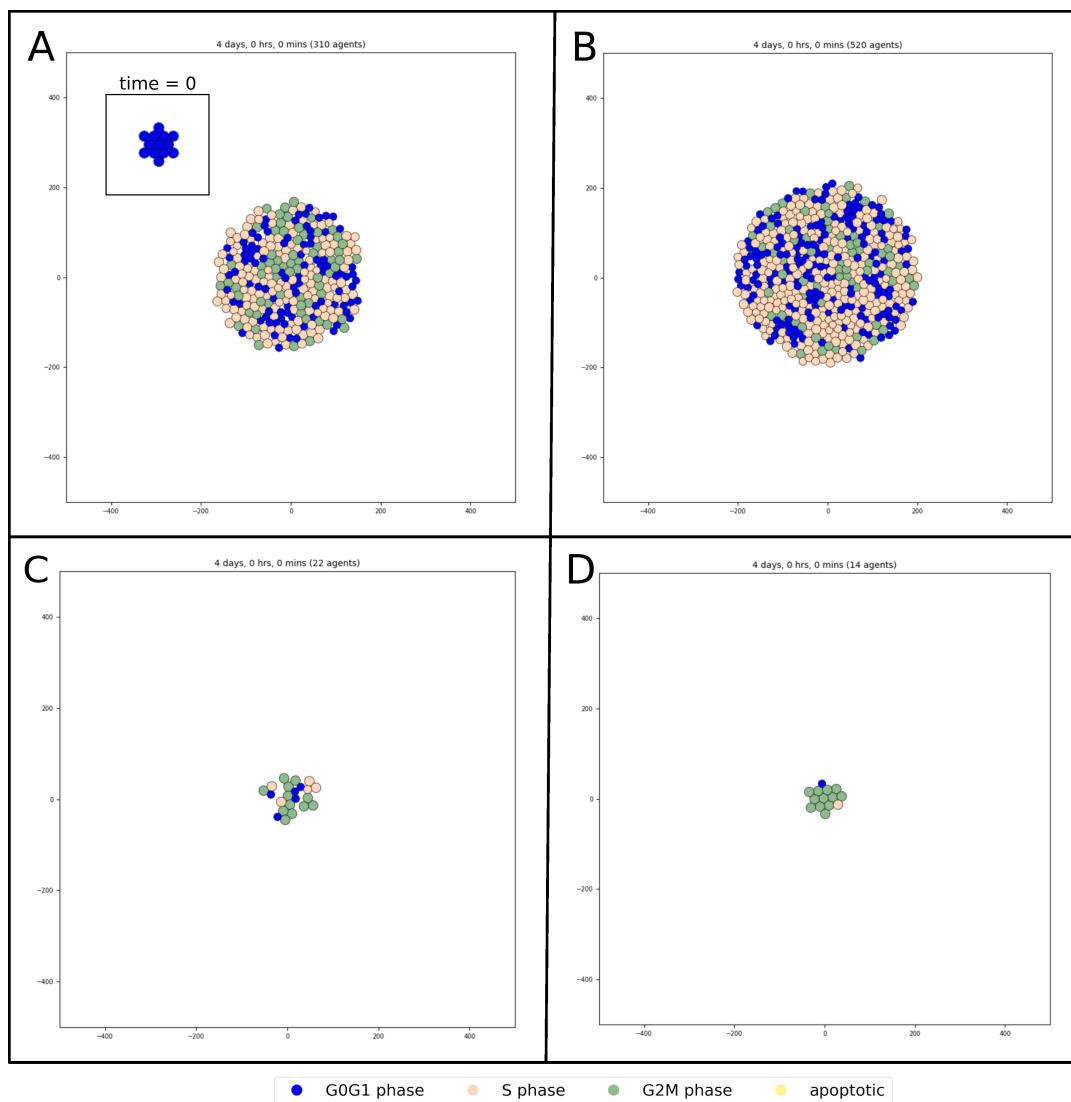 A
4 days, 0 hrs, 0 mins (310 agents)
time = 0
400
200
0
−200
−400
−400 −200 0 200 400
B
4 days, 0 hrs, 0 mins (520 agents)
400
200
0
−200
−400
−400 −200 0 200 400
C
4 days, 0 hrs, 0 mins (22 agents)
400
200
0
−200
−400
−400 −200 0 200 400
D
4 days, 0 hrs, 0 mins (14 agents)
400
200
0
−200
−400
−400 −200 0 200 400
G0G1 phase S phase G2M phase apoptotic